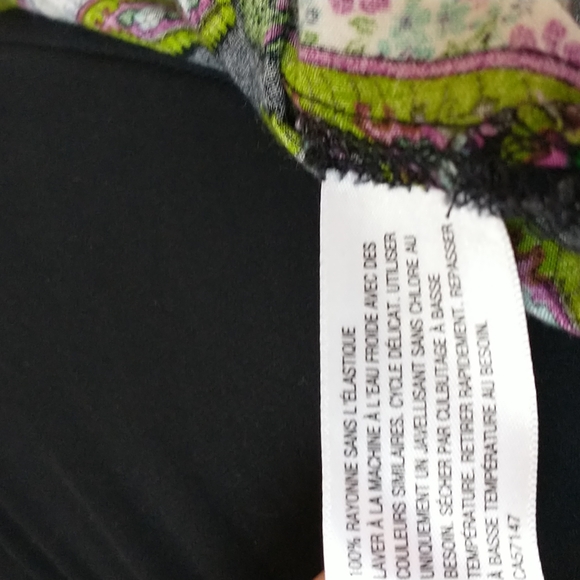 100% RAYONNE SANS L'ÉLASTIQUE
LAVER À LA MACHINE À L'EAU FROIDE AVEC DES
COULEURS SIMILAIRES. CYCLE DÉLICAT. UTILISER
UNIQUEMENT UN JAVELLISANT SANS CHLORE AU
BESOIN. SÉCHER PAR CULBUTAGE À BASSE
TEMPÉRATURE. RETIRER RAPIDEMENT. REPASSER
À BASSE TEMPÉRATURE AU BESOIN.
CA57147